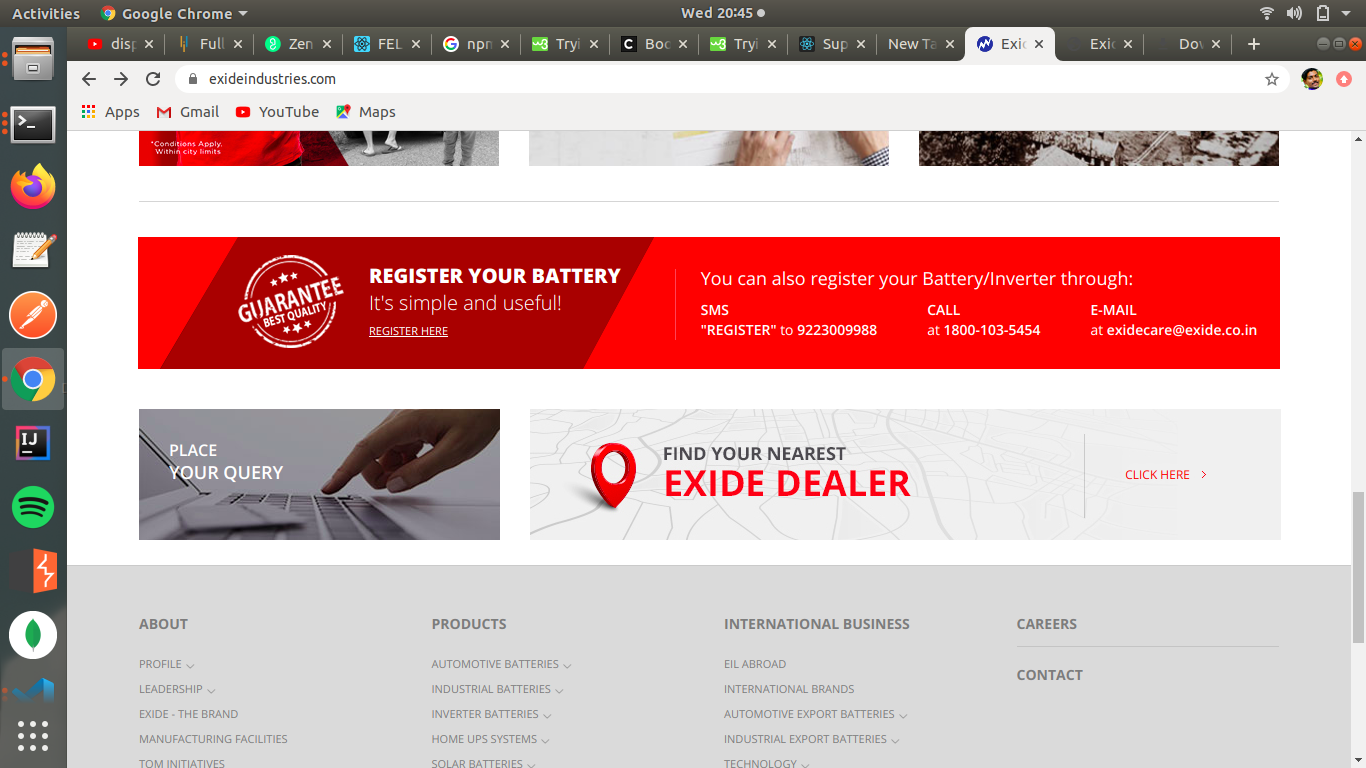 Activities
Google Chrome
Wed 20:45
disp
Full
Zen
FEL
npn
Tryi
Boo
Tryi
Sup
New Ta
Exic
Exic
Dov
exideindustries.com
Apps
Gmail
YouTube
Maps
*Conditions Apply.
Within city limits
GUARANTEE
BEST QUALITY
REGISTER YOUR BATTERY
It's simple and useful!
REGISTER HERE
You can also register your Battery/Inverter through:
SMS
"REGISTER" to 9223009988
CALL
at 1800-103-5454
E-MAIL
at exidecare@exide.co.in
PLACE
YOUR QUERY
FIND YOUR NEAREST
EXIDE DEALER
CLICK HERE
ABOUT
PROFILE
LEADERSHIP
EXIDE - THE BRAND
MANUFACTURING FACILITIES
TQM INITIATIVES
PRODUCTS
AUTOMOTIVE BATTERIES
INDUSTRIAL BATTERIES
INVERTER BATTERIES
HOME UPS SYSTEMS
SOLAR BATTERIES
INTERNATIONAL BUSINESS
EIL ABROAD
INTERNATIONAL BRANDS
AUTOMOTIVE EXPORT BATTERIES
INDUSTRIAL EXPORT BATTERIES
TECHNOLOGY
CAREERS
CONTACT